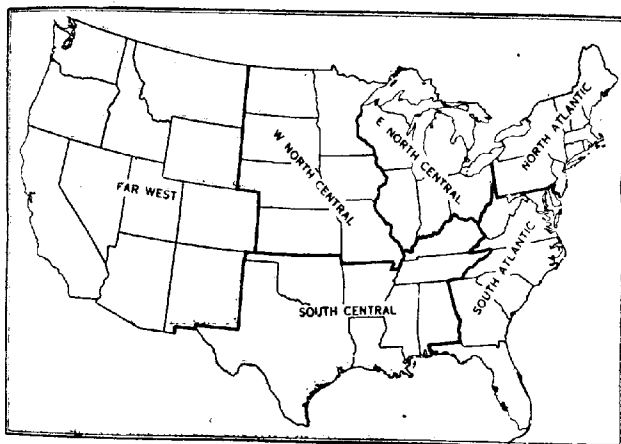 FAR WEST
W NORTH CENTRAL
E NORTH CENTRAL
NORTH ATLANTIC
SOUTH ATLANTIC
SOUTH CENTRAL